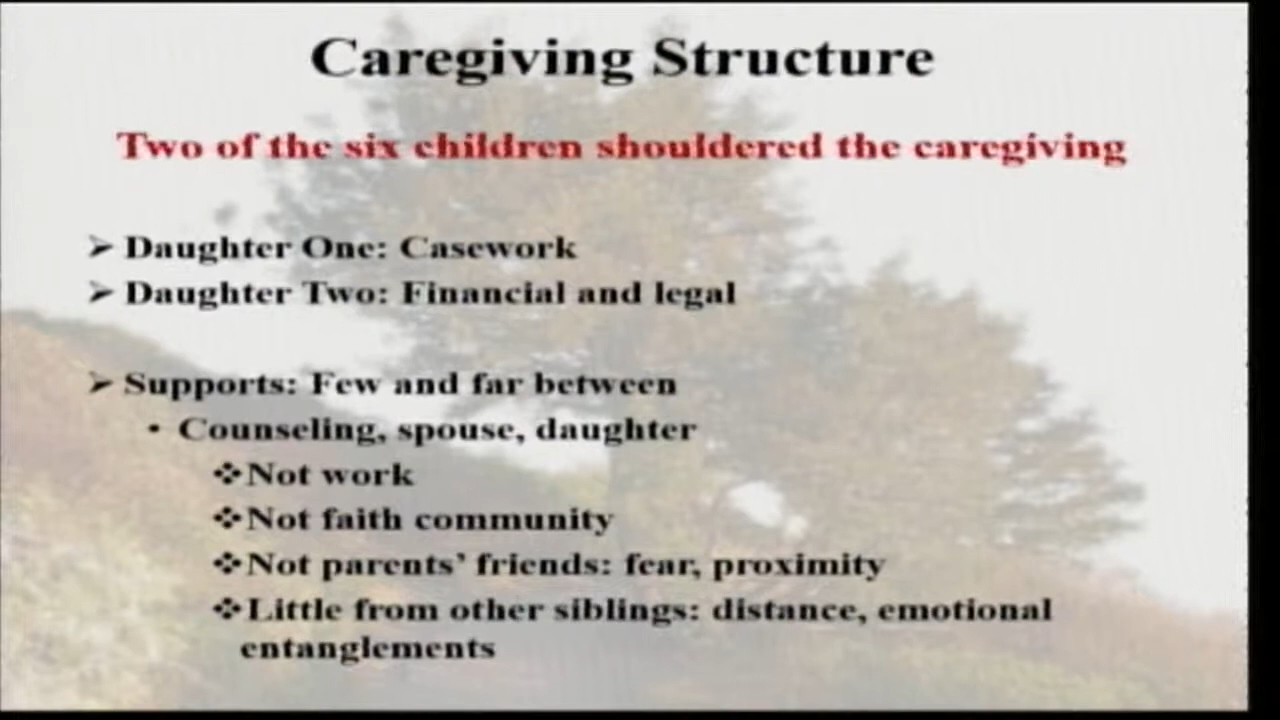 Caregiving Structure
Two of the six children shouldered the caregiving
➢ Daughter One: Casework
➢ Daughter Two: Financial and legal
➢ Supports: Few and far between
• Counseling, spouse, daughter
❖Not work
❖Not faith community
❖Not parents’ friends: fear, proximity
❖Little from other siblings: distance, emotional
entanglements